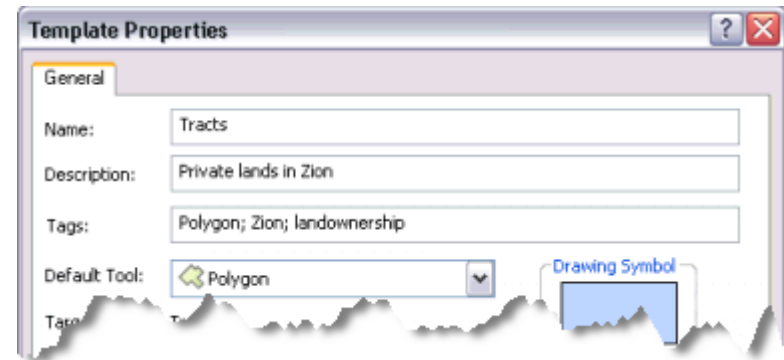 Template Properties
General
Name: Tracts
Description: Private lands in Zion
Tags: Polygon; Zion; landownership
Default Tool: Polygon
Drawing Symbol